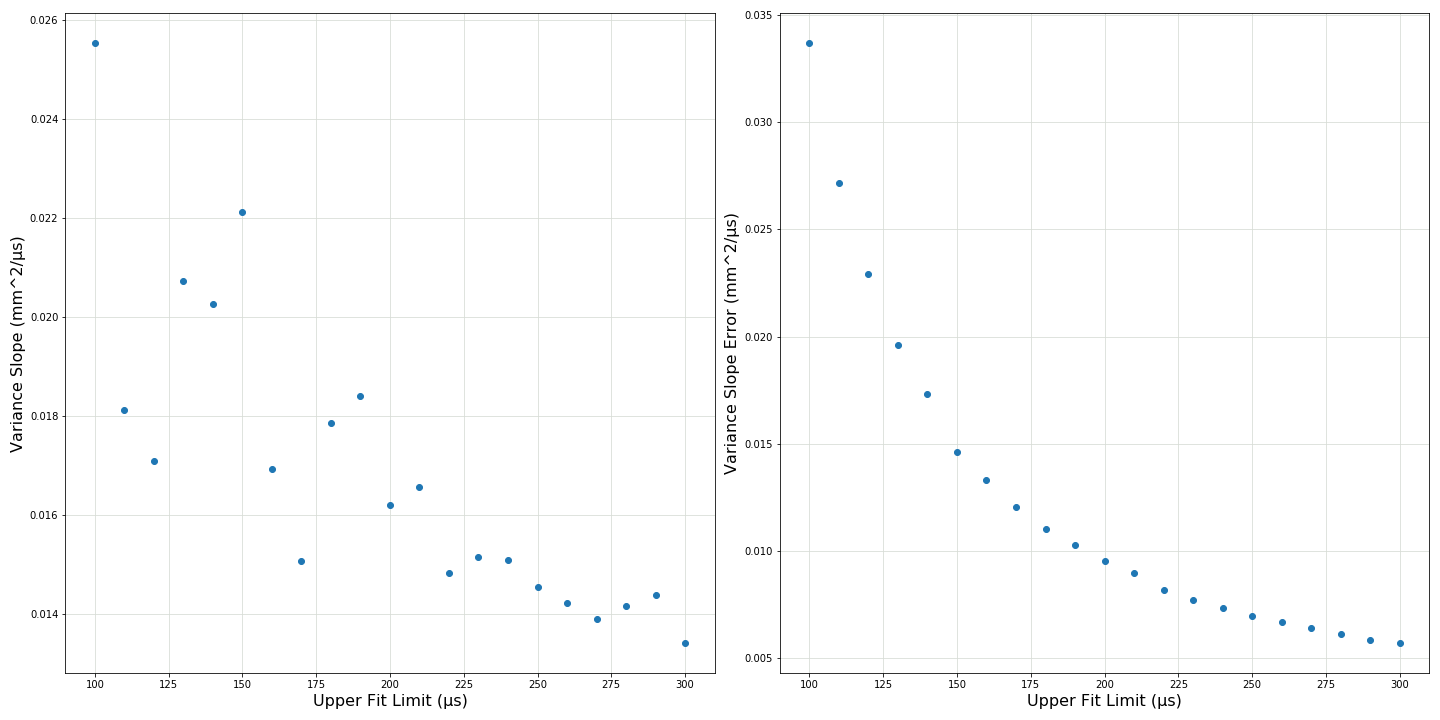 0.026
0.024
0.022
0.020
0.018
0.016
0.014
Variance Slope (mm^2/µs)
100 125 150 175 200 225 250 275 300
Upper Fit Limit (µs)
0.035
0.030
0.025
0.020
0.015
0.010
0.005
Variance Slope Error (mm^2/µs)
100 125 150 175 200 225 250 275 300
Upper Fit Limit (µs)